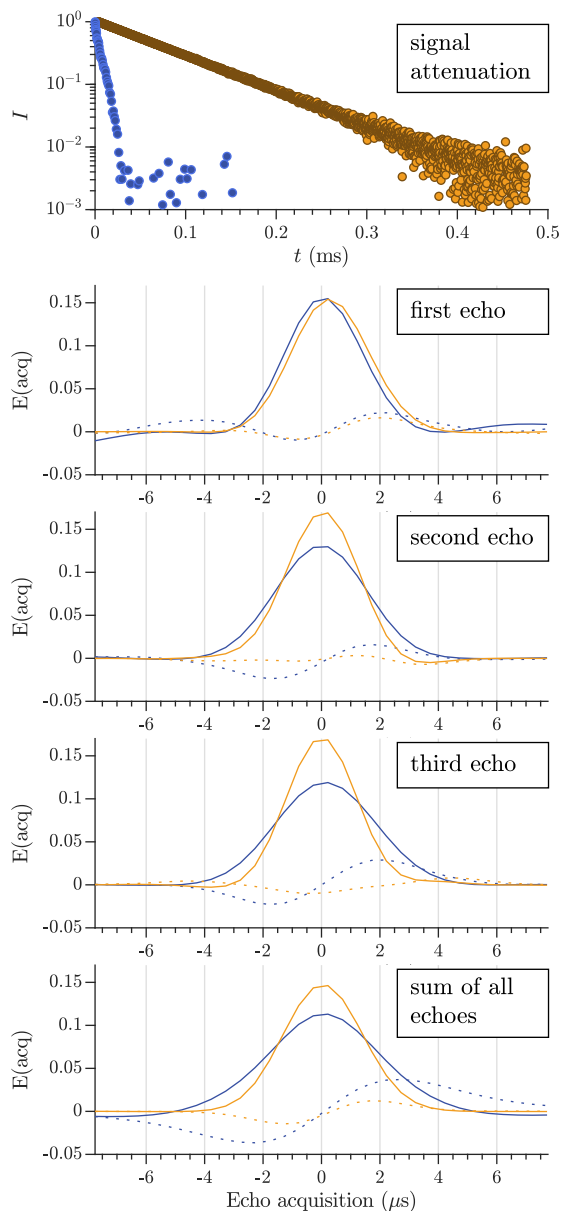 10⁰
10⁻¹
10⁻²
10⁻³
I
signal
attenuation
0 0.1 0.2 0.3 0.4 0.5
t (ms)
first echo
0.15
0.1
0.05
0
-0.05
E(acq)
-6 -4 -2 0 2 4 6
second echo
0.15
0.1
0.05
0
-0.05
E(acq)
-6 -4 -2 0 2 4 6
third echo
0.15
0.1
0.05
0
-0.05
E(acq)
-6 -4 -2 0 2 4 6
sum of all
echoes
0.15
0.1
0.05
0
-0.05
E(acq)
-6 -4 -2 0 2 4 6
Echo acquisition (μs)